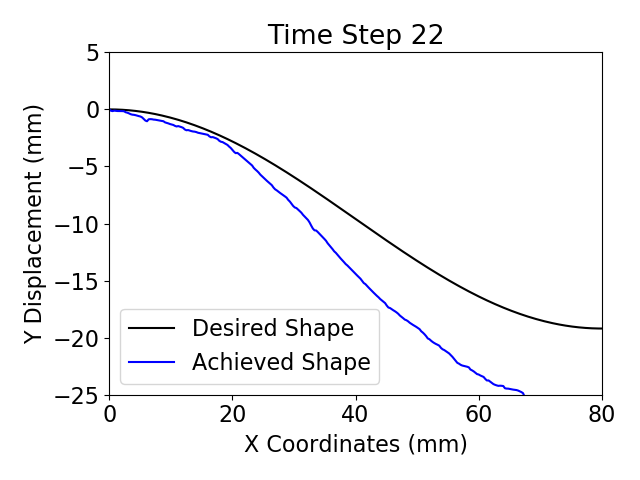 Time Step 22
5
0
−5
−10
−15
−20
−25
Y Displacement (mm)
Desired Shape
Achieved Shape
0 20 40 60 80
X Coordinates (mm)